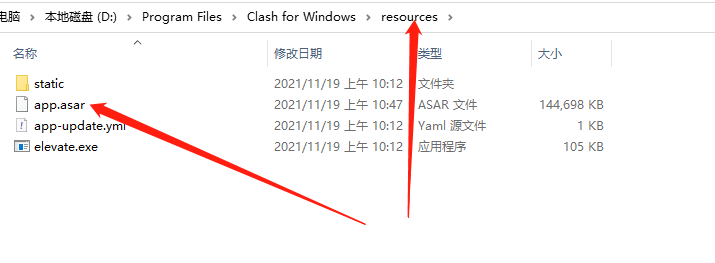 电脑 > 本地磁盘 (D:) > Program Files > Clash for Windows > resources >
名称 修改日期 类型 大小
static 2021/11/19 上午 10:12 文件夹
app.asar 2021/11/19 上午 10:47 ASAR 文件 144,698 KB
app-update.yml 2021/11/19 上午 10:12 Yaml 源文件 1 KB
elevate.exe 2021/11/19 上午 10:12 应用程序 105 KB